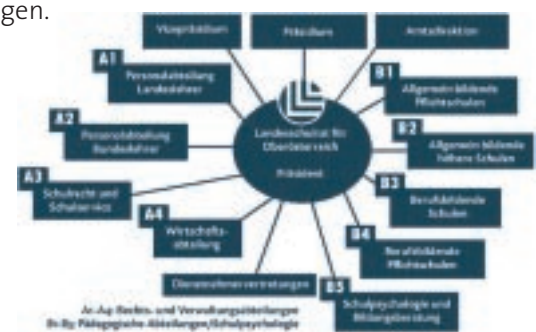 gen.
Vizepräsidium
Präsidium
Amtsdirektion
A1
Personalabteilung
Landeslehrer
B1
Allgemein bildende
Pflichtschulen
A2
Personalabteilung
Bundeslehrer
Landesschulrat für
Oberösterreich
Präsident
B2
Allgemein bildende
höhere Schulen
A3
Schulrecht und
Schulservice
B3
Berufsbildende
Schulen
A4
Wirtschafts-
abteilung
B4
Berufsbildende
Pflichtschulen
Dienstnehmervertretungen
B5
Schulpsychologie und
Bildungsberatung
A1-A4: Rechts- und Verwaltungsabteilungen
B1-B5: Pädagogische Abteilungen/Schulpsychologie